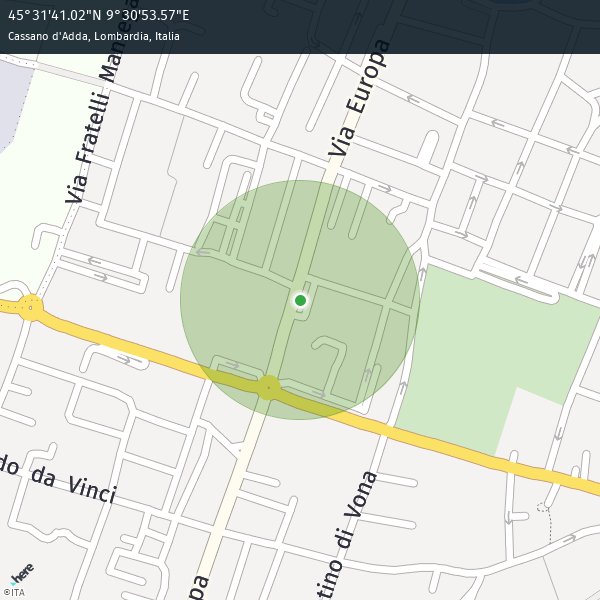 45°31'41.02"N 9°30'53.57"E
Cassano d'Adda, Lombardia, Italia
Via Europa
Via Fratelli
do da Vinci
tino di Vona
pa
here
©ITA